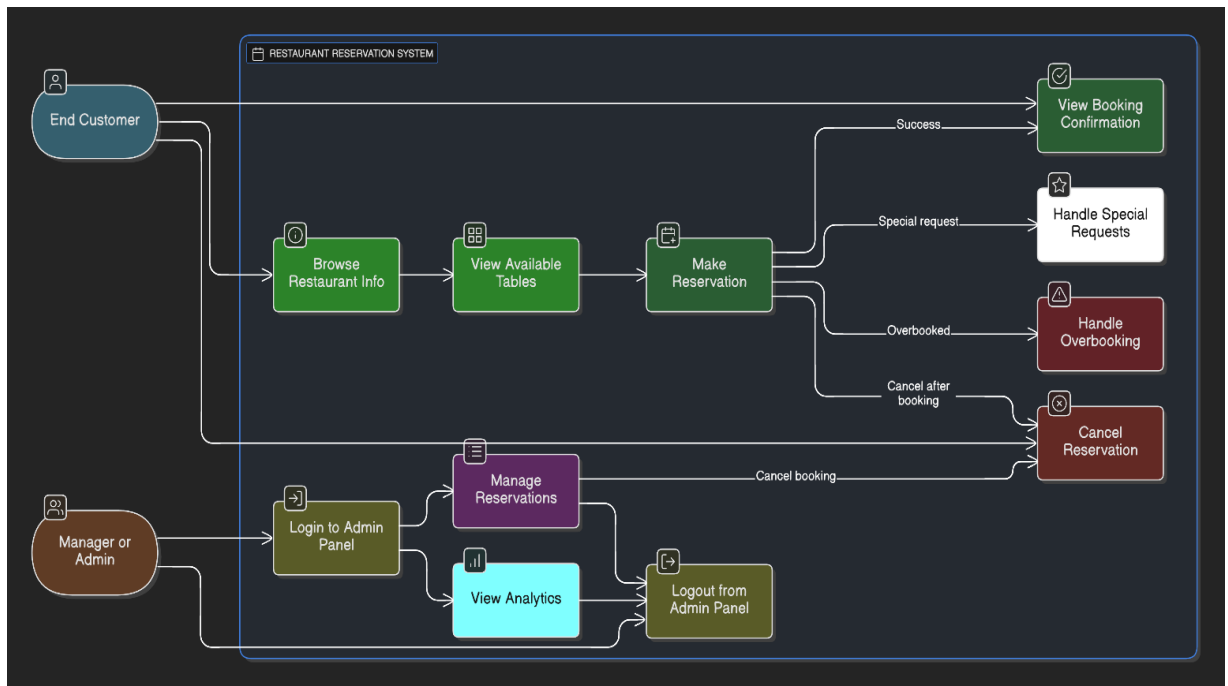 RESTAURANT RESERVATION SYSTEM
End Customer
View Booking
Confirmation
Success
Handle Special
Requests
Special request
Browse
Restaurant Info
View Available
Tables
Make
Reservation
Handle
Overbooking
Overbooked
Cancel after
booking
Cancel
Reservation
Manage
Reservations
Cancel booking
Login to Admin
Panel
Manager or
Admin
View Analytics
Logout from
Admin Panel